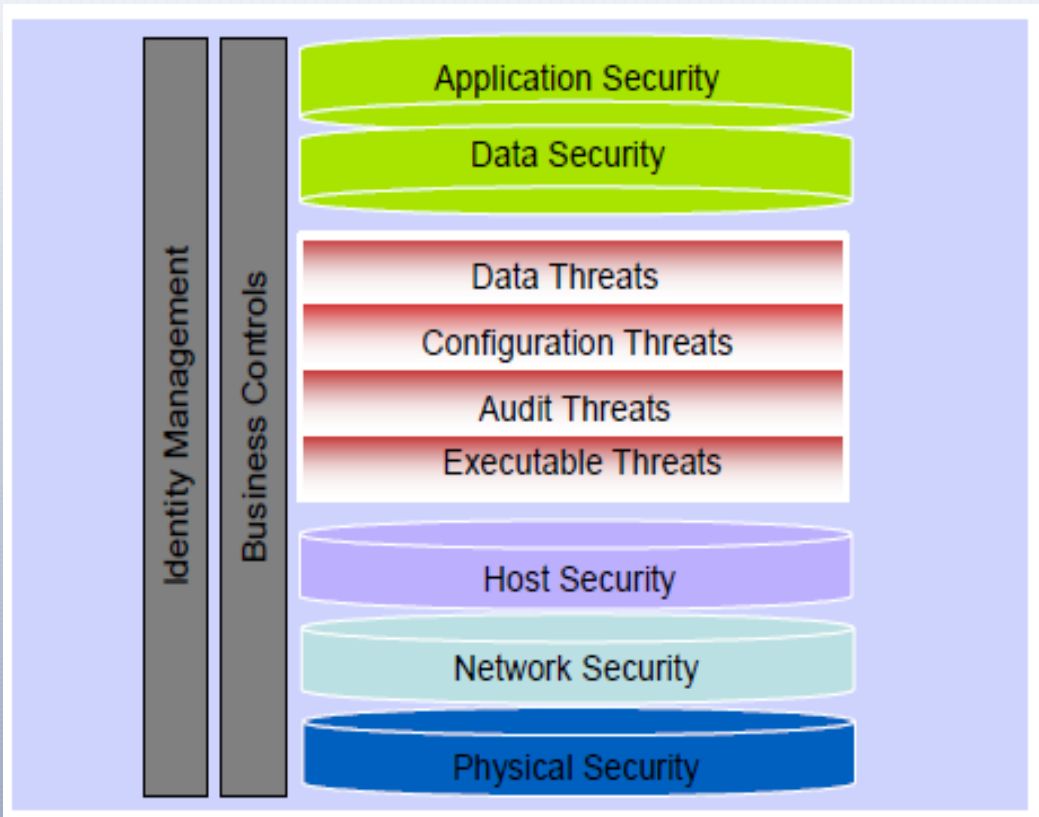 Identity Management
Business Controls
Application Security
Data Security
Data Threats
Configuration Threats
Audit Threats
Executable Threats
Host Security
Network Security
Physical Security